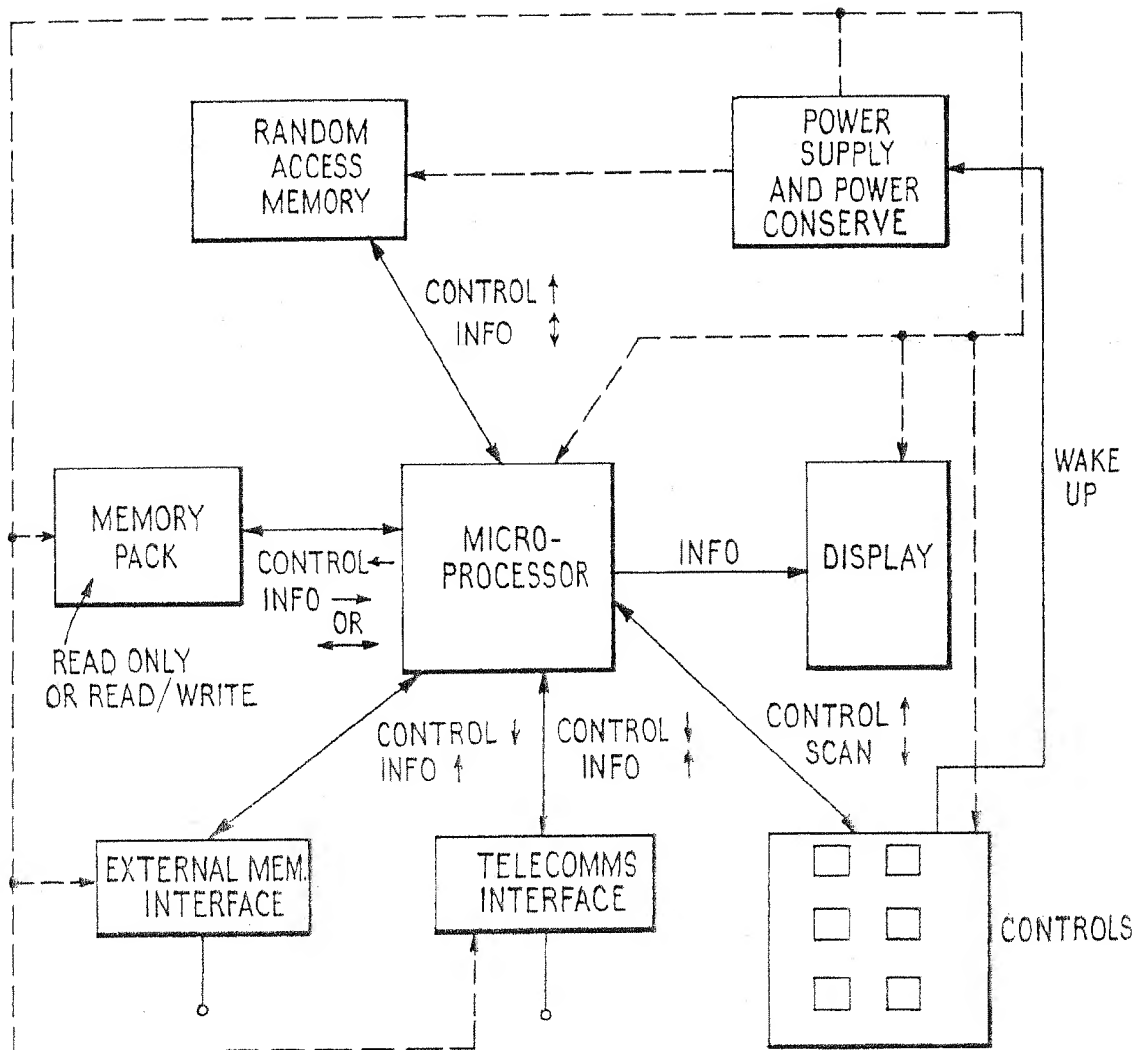 RANDOM
ACCESS
MEMORY
POWER
SUPPLY
AND POWER
CONSERVE
CONTROL ↑
INFO ↕
WAKE
UP
MEMORY
PACK
CONTROL ←
INFO →
OR
↔
READ ONLY
OR READ/WRITE
MICRO-
PROCESSOR
INFO
DISPLAY
CONTROL ↓
INFO ↑
CONTROL ↓
INFO ↑
CONTROL ↑
SCAN ↓
EXTERNAL MEM.
INTERFACE
TELECOMMS
INTERFACE
CONTROLS